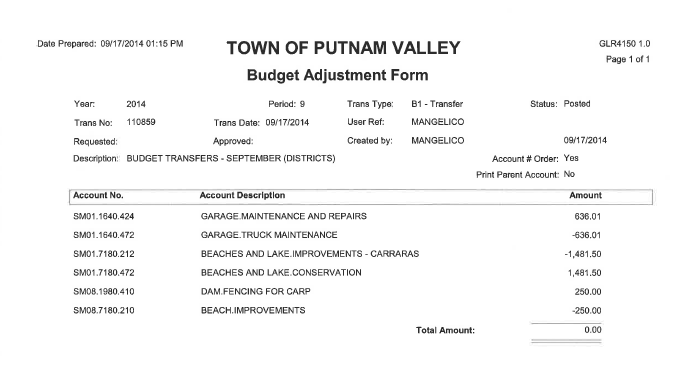 Date Prepared: 09/17/2014 01:15 PM TOWN OF PUTNAM VALLEY GLR4150 1.0
Page 1 of 1
Budget Adjustment Form
Year: 2014 Period: 9 Trans Type: B1 - Transfer Status: Posted
Trans No: 110859 Trans Date: 09/17/2014 User Ref: MANGELICO
Requested: Approved: Created by: MANGELICO 09/17/2014
Description: BUDGET TRANSFERS - SEPTEMBER (DISTRICTS) Account # Order: Yes
Print Parent Account: No
Account No. Account Description Amount
SM01.1640.424 GARAGE.MAINTENANCE AND REPAIRS 636.01
SM01.1640.472 GARAGE.TRUCK MAINTENANCE -636.01
SM01.7180.212 BEACHES AND LAKE.IMPROVEMENTS - CARRARAS -1,481.50
SM01.7180.472 BEACHES AND LAKE.CONSERVATION 1,481.50
SM08.1980.410 DAM.FENCING FOR CARP 250.00
SM08.7180.210 BEACH.IMPROVEMENTS -250.00
Total Amount: 0.00